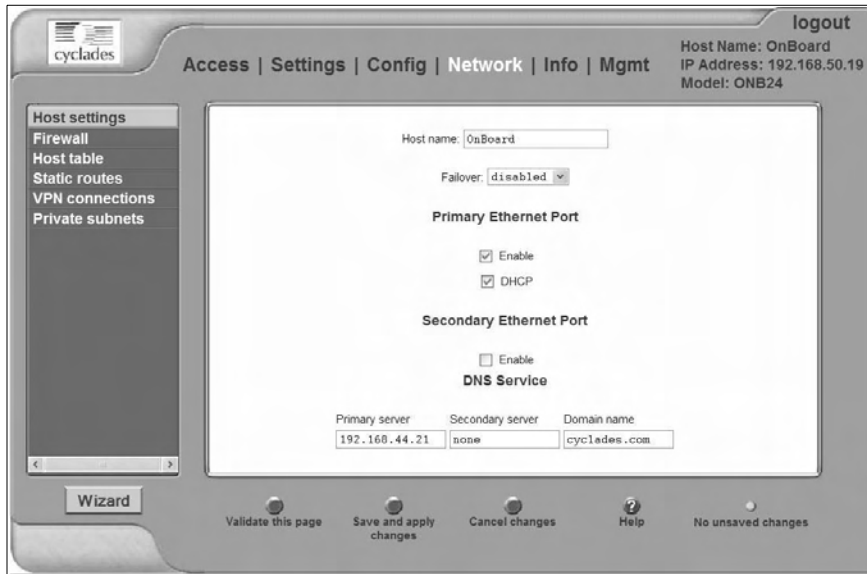 cyclades
logout
Host Name: OnBoard
IP Address: 192.168.50.19
Model: ONB24
Access | Settings | Config | Network | Info | Mgmt
Host settings
Firewall
Host table
Static routes
VPN connections
Private subnets
Host name: OnBoard
Failover: disabled
Primary Ethernet Port
Enable
DHCP
Secondary Ethernet Port
Enable
DNS Service
Primary server Secondary server Domain name
192.168.44.21 none cyclades.com
Wizard
Validate this page
Save and apply
changes
Cancel changes
?
Help
No unsaved changes